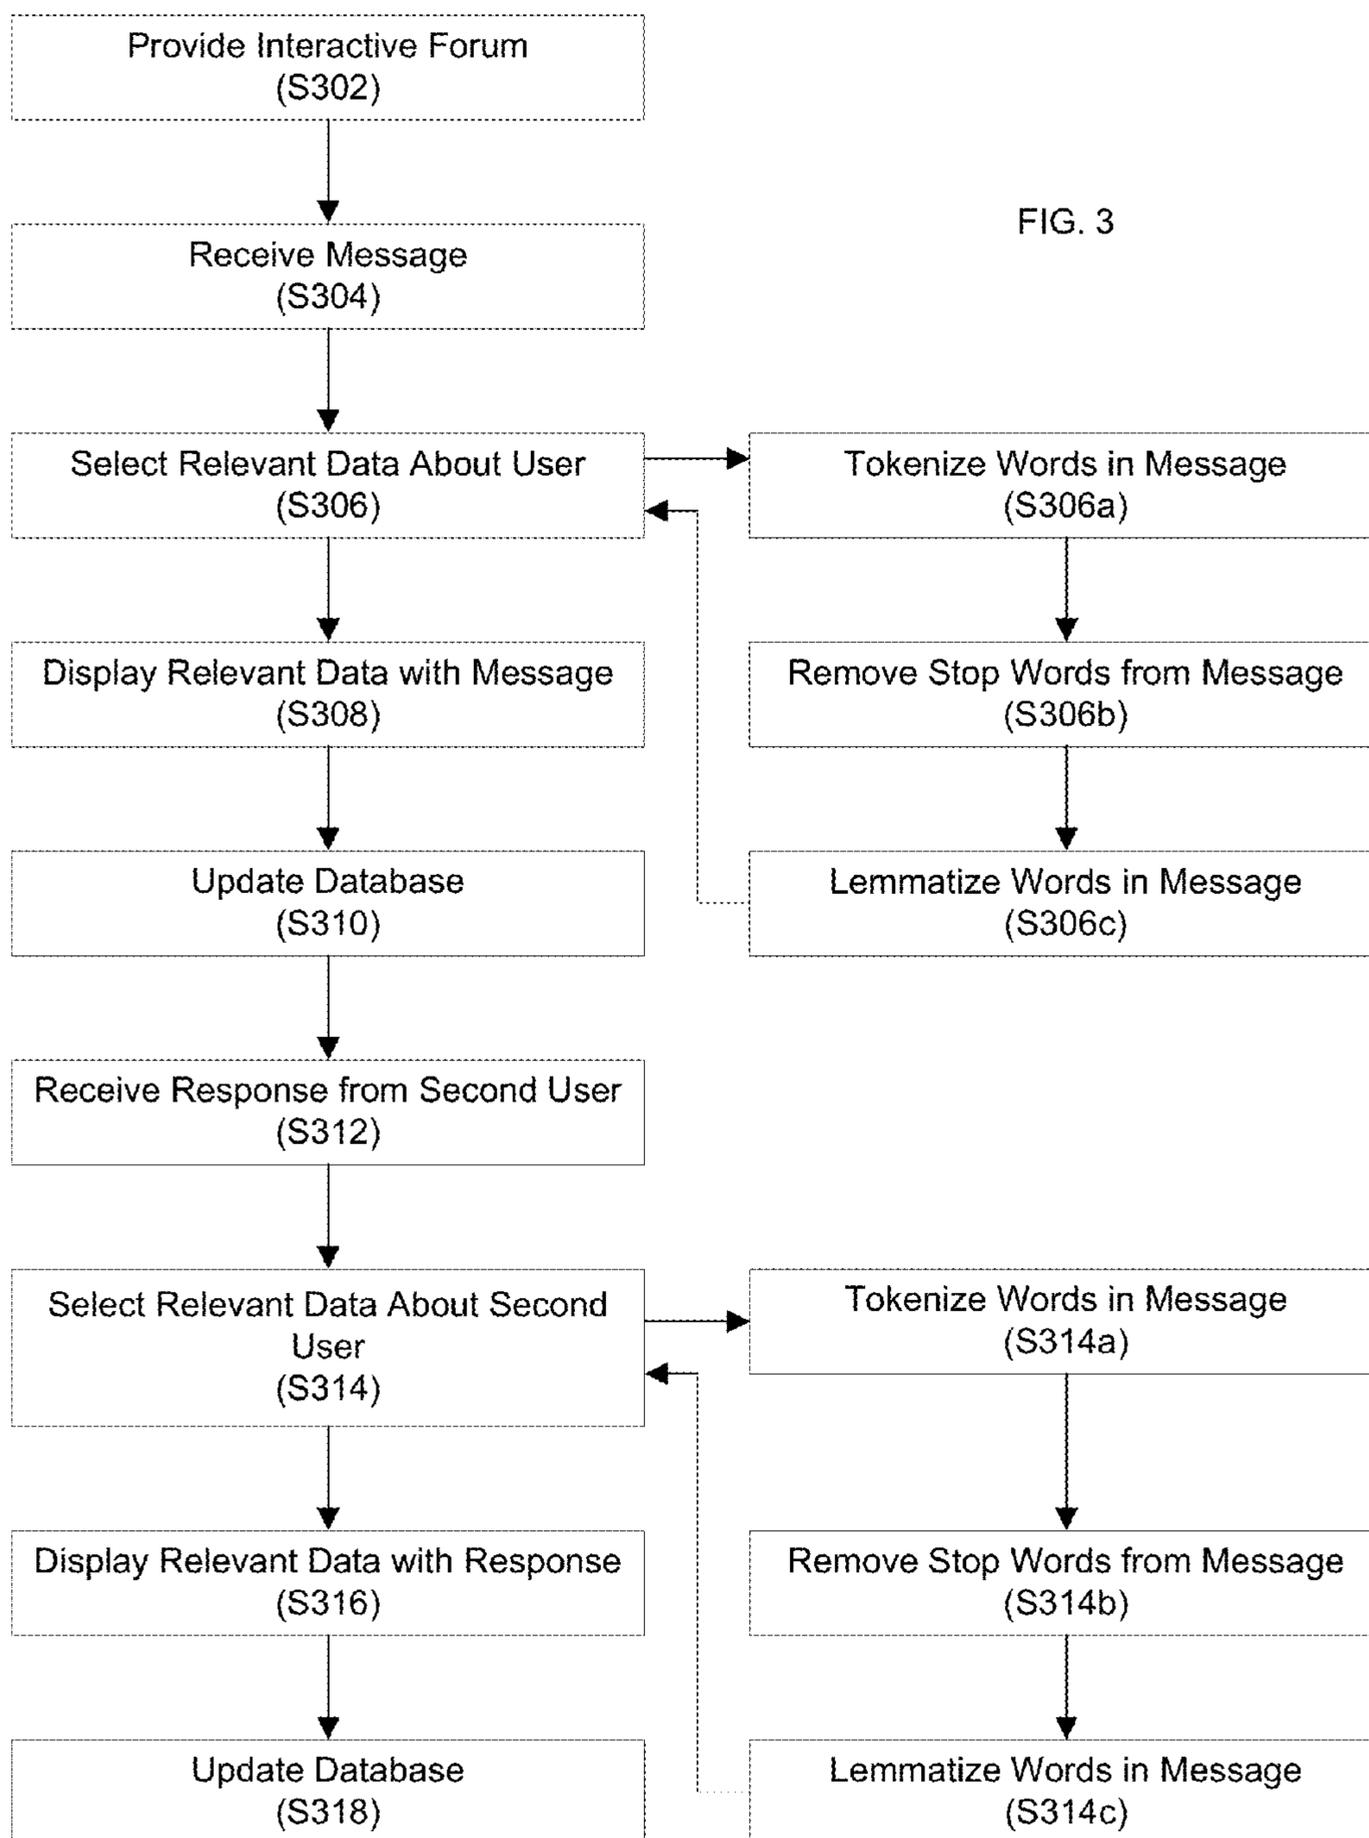 Provide Interactive Forum
(S302)
FIG. 3
Receive Message
(S304)
Select Relevant Data About User
(S306)
Tokenize Words in Message
(S306a)
Display Relevant Data with Message
(S308)
Remove Stop Words from Message
(S306b)
Update Database
(S310)
Lemmatize Words in Message
(S306c)
Receive Response from Second User
(S312)
Select Relevant Data About Second
User
(S314)
Tokenize Words in Message
(S314a)
Display Relevant Data with Response
(S316)
Remove Stop Words from Message
(S314b)
Update Database
(S318)
Lemmatize Words in Message
(S314c)